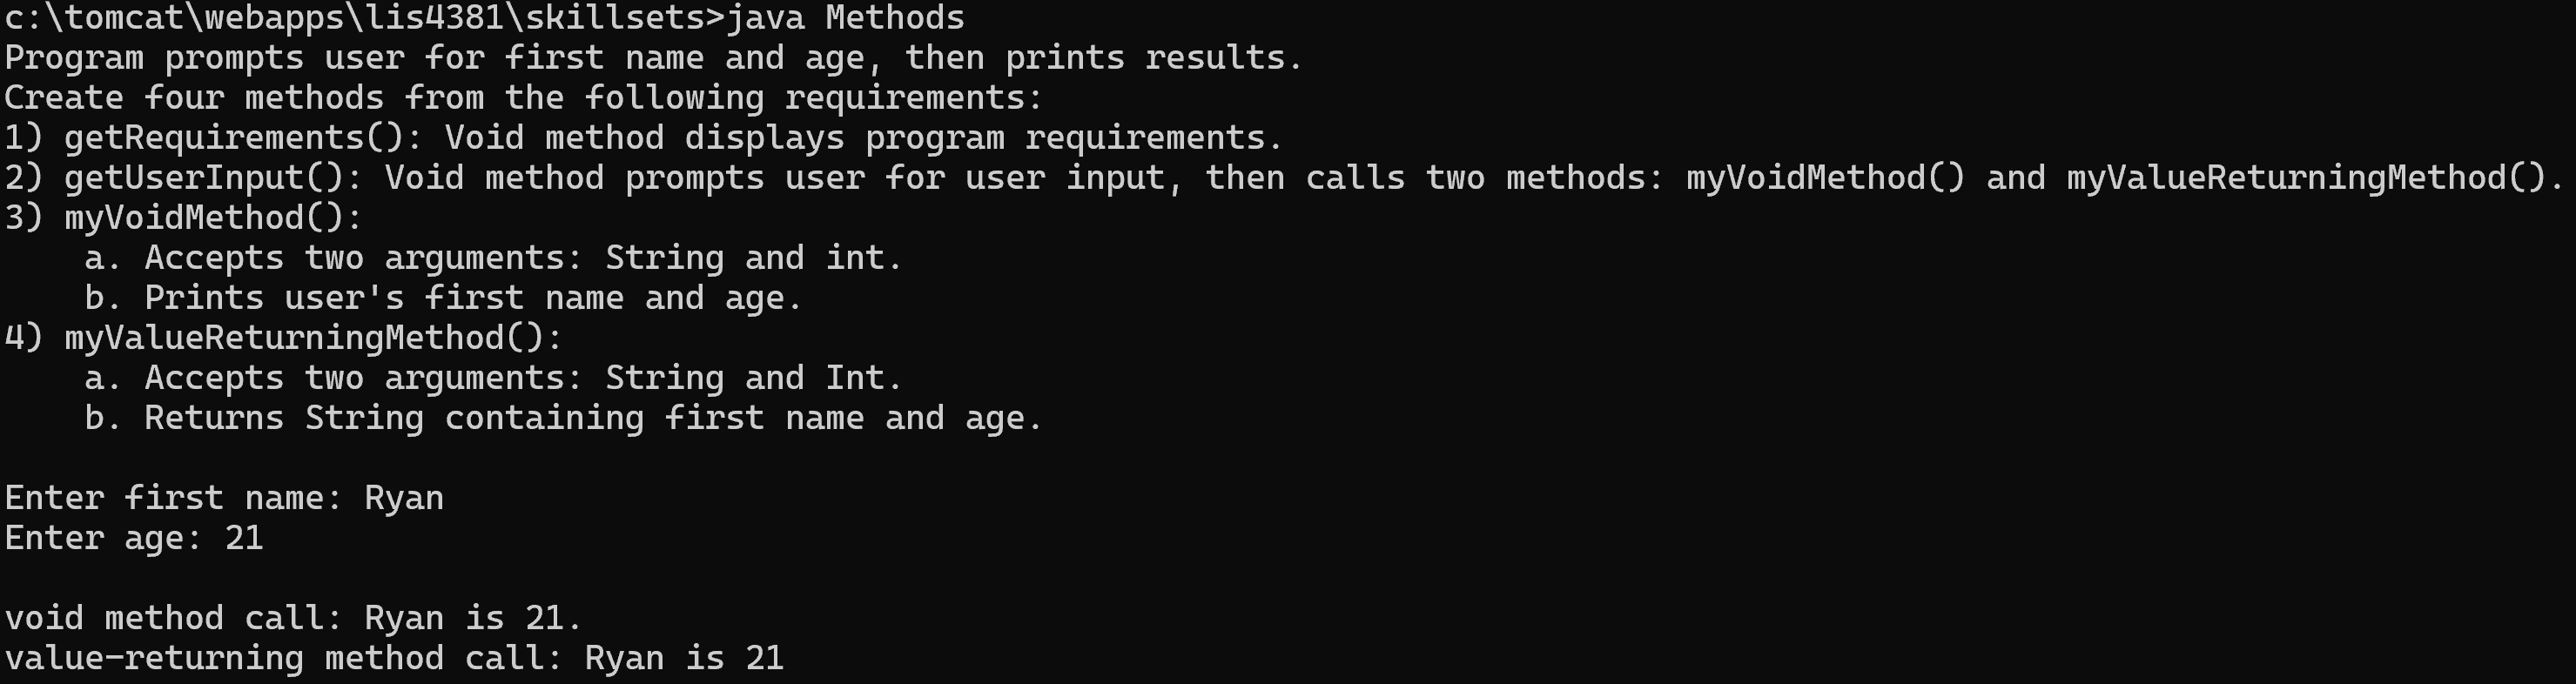 c:\tomcat\webapps\lis4381\skillsets>java Methods
Program prompts user for first name and age, then prints results.
Create four methods from the following requirements:
1) getRequirements(): Void method displays program requirements.
2) getUserInput(): Void method prompts user for user input, then calls two methods: myVoidMethod() and myValueReturningMethod().
3) myVoidMethod():
    a. Accepts two arguments: String and int.
    b. Prints user's first name and age.
4) myValueReturningMethod():
    a. Accepts two arguments: String and Int.
    b. Returns String containing first name and age.

Enter first name: Ryan
Enter age: 21

void method call: Ryan is 21.
value-returning method call: Ryan is 21